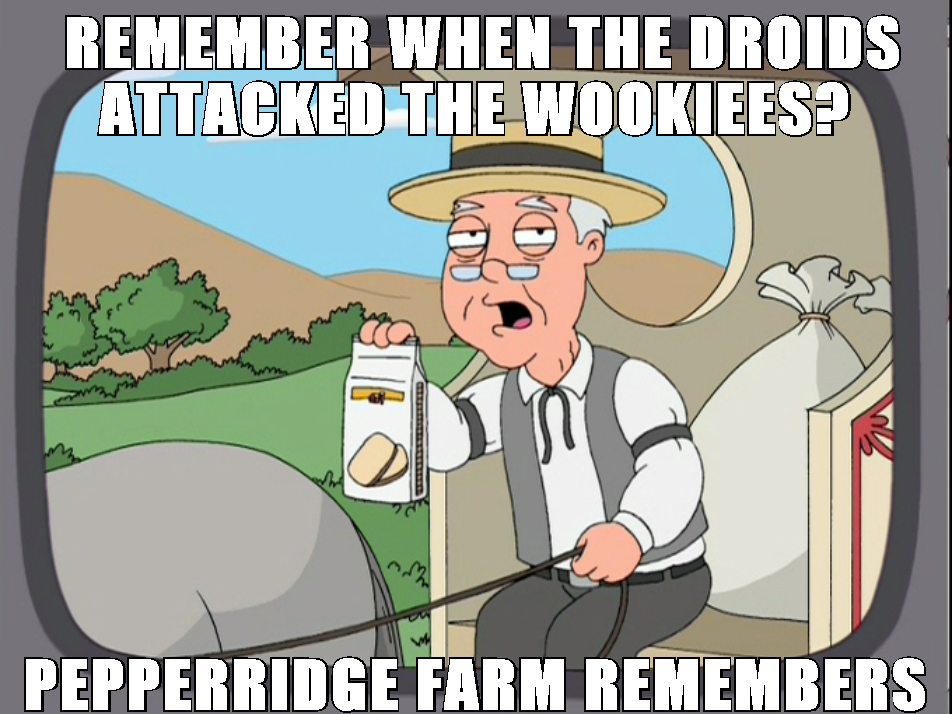 REMEMBER WHEN THE DROIDS
ATTACKED THE WOOKIEES?
PEPPERRIDGE FARM REMEMBERS